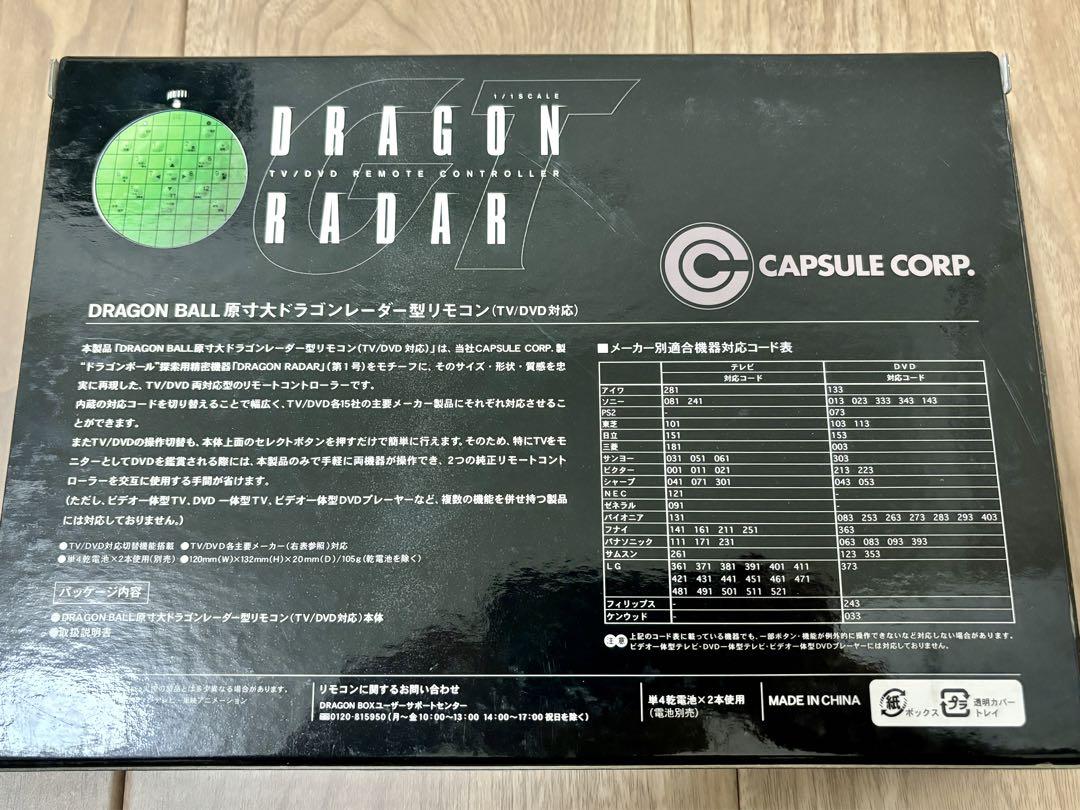 1/1SCALE
DRAGON
TV/DVD REMOTE CONTROLLER
RADAR
GT
CAPSULE CORP.
DRAGON BALL 原寸大ドラゴンレーダー型リモコン(TV/DVD対応)
本製品「DRAGON BALL原寸大ドラゴンレーダー型リモコン(TV/DVD 対応)」は、当社CAPSULE CORP. 製
“ドラゴンボール”探索用精密機器「DRAGON RADAR」(第1号)をモチーフに、そのサイズ・形状・質感を忠
実に再現した、TV/DVD 両対応型のリモートコントローラーです。
内蔵の対応コードを切り替えることで幅広く、TV/DVD各15社の主要メーカー製品にそれぞれ対応させるこ
とができます。
またTV/DVDの操作切替も、本体上面のセレクトボタンを押すだけで簡単に行えます。そのため、特にTVをモ
ニターとしてDVDを鑑賞される際には、本製品のみで手軽に両機器が操作でき、2つの純正リモートコント
ローラーを交互に使用する手間が省けます。
(ただし、ビデオ一体型TV、DVD 一体型TV、ビデオ一体型DVDプレーヤーなど、複数の機能を併せ持つ製品
には対応しておりません。)
●TV/DVD対応切替機能搭載 ●TV/DVD各主要メーカー(右表参照)対応
●単4乾電池×2本使用(別売) ●120mm(W)×132mm(H)×20mm(D)/105g(乾電池を除く)
パッケージ内容
●DRAGON BALL原寸大ドラゴンレーダー型リモコン(TV/DVD対応)本体
●取扱説明書
■メーカー別適合機器対応コード表
テレビ DVD
対応コード 対応コード
アイワ 281 133
ソニー 081 241 013 023 333 343 143
PS2 - 073
東芝 101 103 113
日立 151 153
三菱 181 003
サンヨー 031 051 061 303
ビクター 001 011 021 213 223
シャープ 041 071 301 043 053
NEC 121 -
ゼネラル 091 -
パイオニア 131 083 253 263 273 283 293 403
フナイ 141 161 211 251 363
パナソニック 111 171 231 063 083 093 393
サムスン 261 123 353
LG 361 371 381 391 401 411 373
421 431 441 451 461 471
481 491 501 511 521
フィリップス - 243
ケンウッド - 033
注意 上記のコード表に載っている機器でも、一部ボタン・機能が例外的に操作できないなど対応しない場合があります。
ビデオ一体型テレビ・DVD一体型テレビ・ビデオ一体型DVDプレーヤーには対応しておりません。
実際の製品とは多少異なる場合があります。
テレビ・東映アニメーション
リモコンに関するお問い合わせ
DRAGON BOXユーザーサポートセンター
0120-815950(月〜金10:00〜13:00 14:00〜17:00 祝日を除く)
単4乾電池×2本使用
(電池別売)
MADE IN CHINA
紙 ボックス
プラ 透明カバー
トレイ